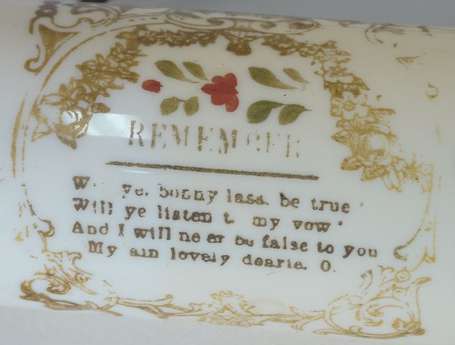 REMEMBER
W ye, bonny lass, be true
Will ye listen t my vow
And I will ne er be false to you
My ain lovely dearie, O.